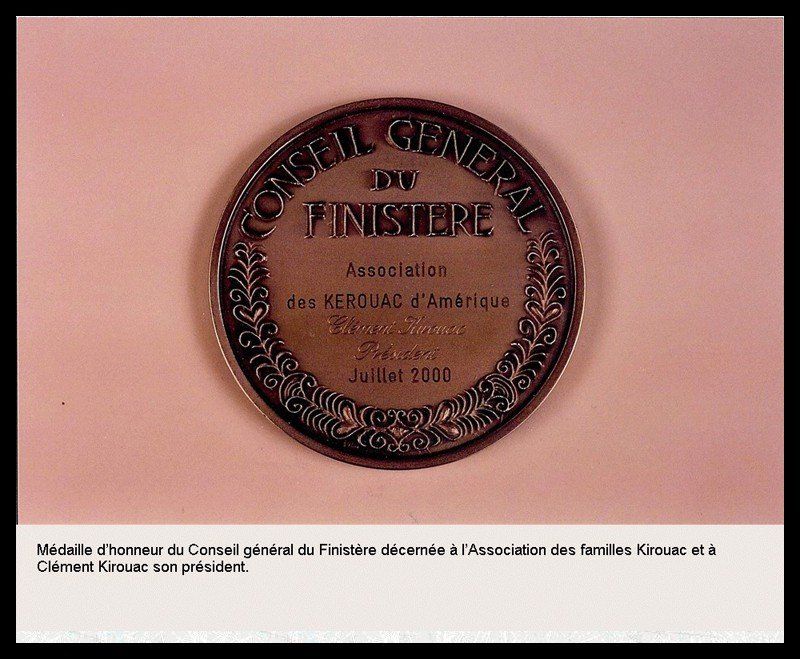 CONSEIL GENERAL
DU
FINISTERE
Association
des KEROUAC d'Amérique
Clément Kirouac
Président
Juillet 2000
Médaille d'honneur du Conseil général du Finistère décernée à l'Association des familles Kirouac et à
Clément Kirouac son président.